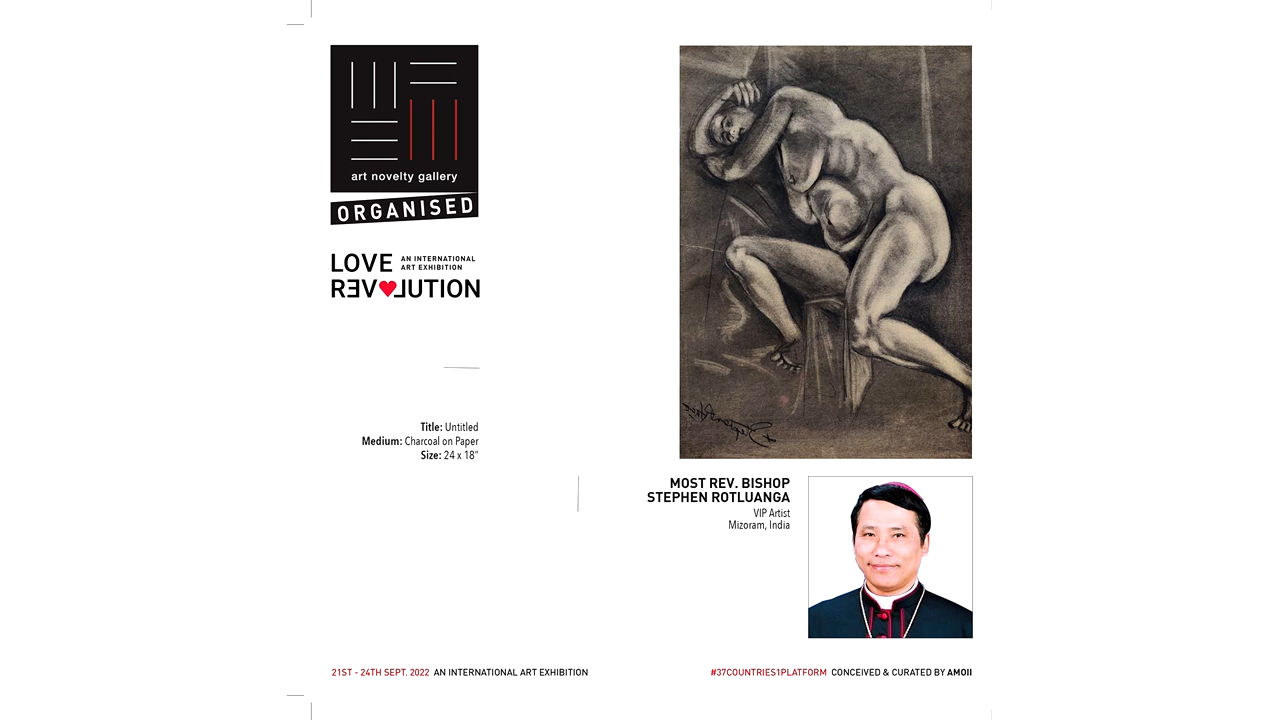 art novelty gallery
ORGANISED
LOVE AN INTERNATIONAL
ART EXHIBITION
REVOLUTION
Title: Untitled
Medium: Charcoal on Paper
Size: 24 x 18"
MOST REV. BISHOP
STEPHEN ROTLUANGA
VIP Artist
Mizoram, India
21ST - 24TH SEPT. 2022 AN INTERNATIONAL ART EXHIBITION
#37COUNTRIES1PLATFORM CONCEIVED & CURATED BY AMOII